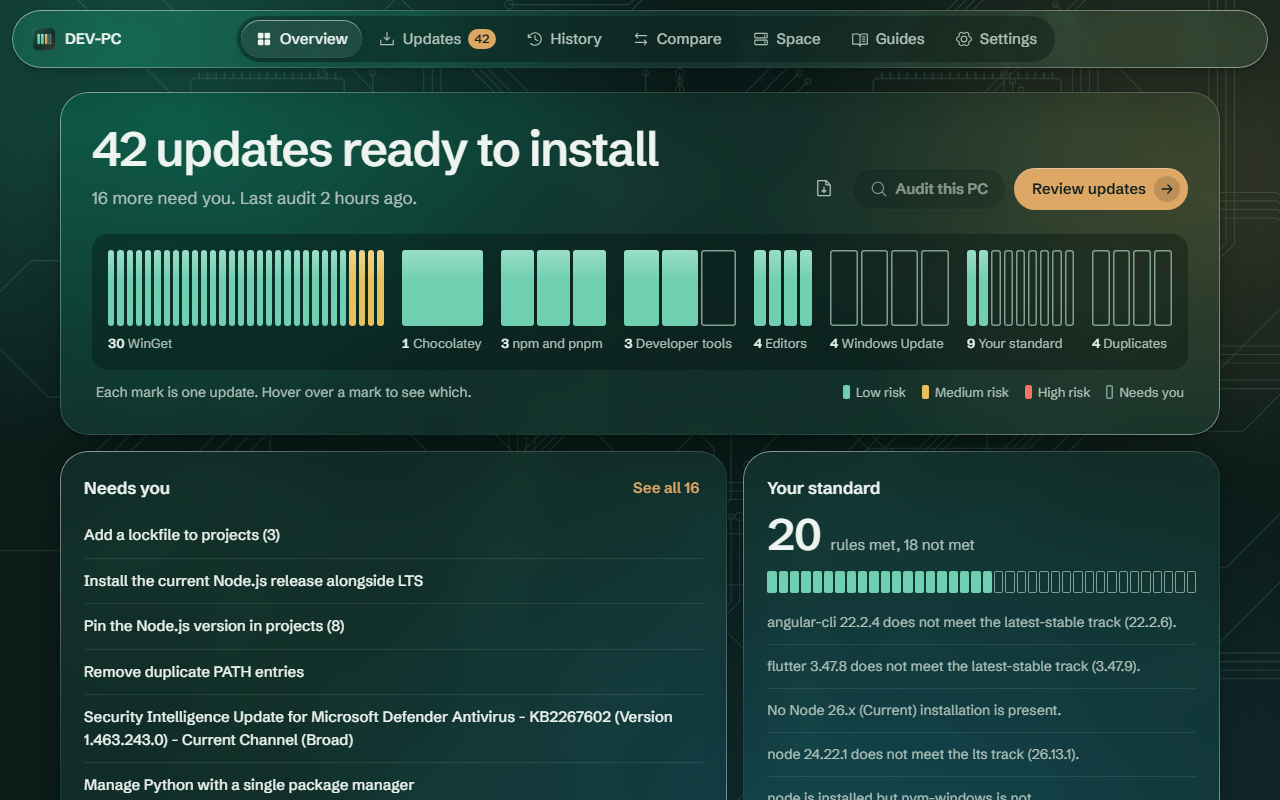 DEV-PC
Overview
Updates 42
History
Compare
Space
Guides
Settings
42 updates ready to install
16 more need you. Last audit 2 hours ago.
Audit this PC
Review updates
30 WinGet
1 Chocolatey
3 npm and pnpm
3 Developer tools
4 Editors
4 Windows Update
9 Your standard
4 Duplicates
Each mark is one update. Hover over a mark to see which.
Low risk
Medium risk
High risk
Needs you
Needs you
See all 16
Add a lockfile to projects (3)
Install the current Node.js release alongside LTS
Pin the Node.js version in projects (8)
Remove duplicate PATH entries
Security Intelligence Update for Microsoft Defender Antivirus - KB2267602 (Version
1.463.243.0) - Current Channel (Broad)
Manage Python with a single package manager
Your standard
20 rules met, 18 not met
angular-cli 22.2.4 does not meet the latest-stable track (22.2.6).
flutter 3.47.8 does not meet the latest-stable track (3.47.9).
No Node 26.x (Current) installation is present.
node 24.22.1 does not meet the lts track (26.13.1).
node is installed but nvm-windows is not.